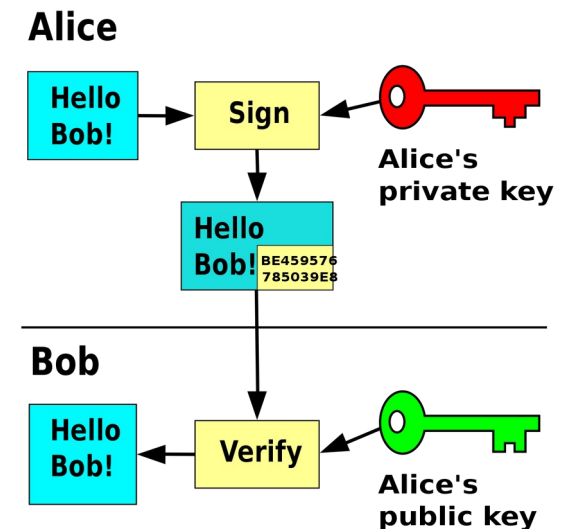 Alice
Hello
Bob!
Sign
Alice's
private key
Hello
Bob!
BE459576
785039E8
Bob
Hello
Bob!
Verify
Alice's
public key